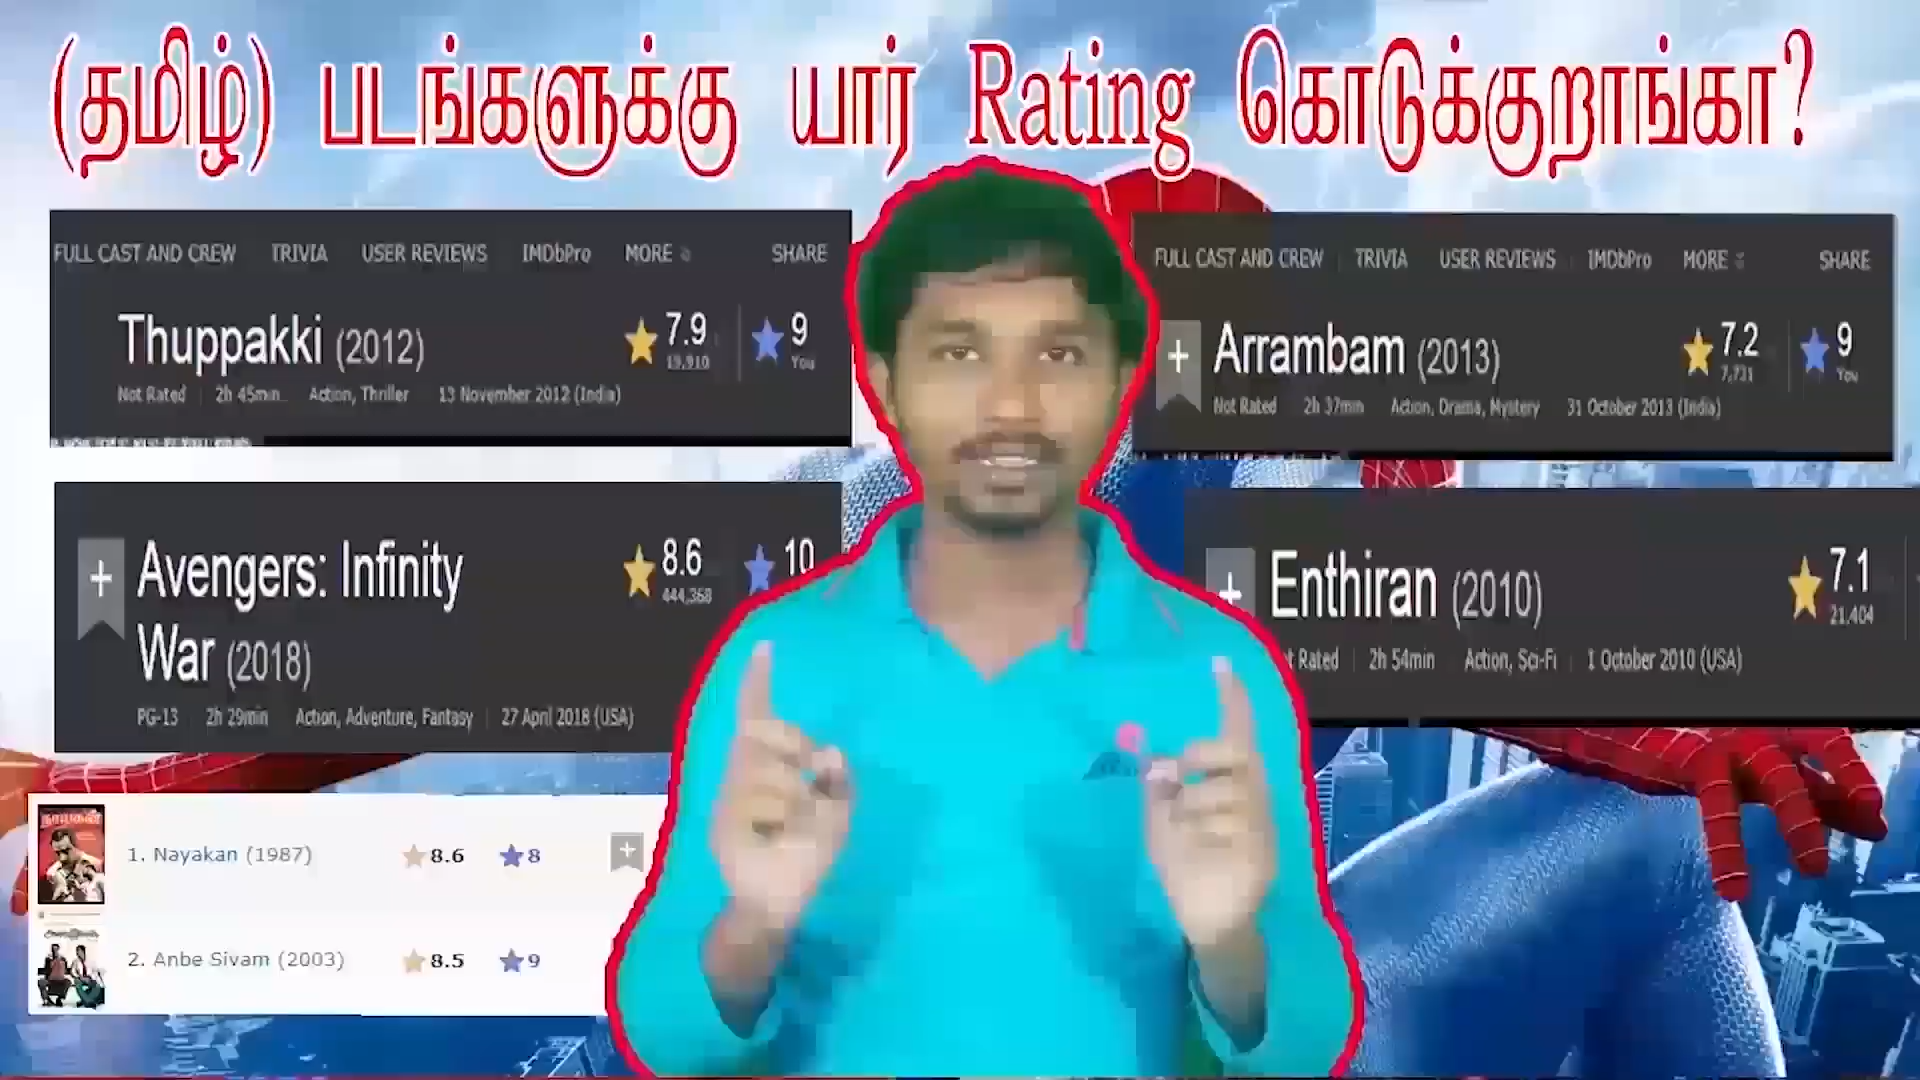 (தமிழ்) படங்களுக்கு யார் Rating கொடுக்குறாங்கா?
FULL CAST AND CREW TRIVIA USER REVIEWS IMDbPro MORE SHARE
Thuppakki (2012) 7.9 9
19,910 You
Not Rated 2h 45min Action, Thriller 13 November 2012 (India)
FULL CAST AND CREW TRIVIA USER REVIEWS IMDbPro MORE SHARE
+ Arrambam (2013) 7.2 9
7,731 You
Not Rated 2h 37min Action, Drama, Mystery 31 October 2013 (India)
+ Avengers: Infinity 8.6 10
444,368
War (2018)
PG-13 2h 29min Action, Adventure, Fantasy 27 April 2018 (USA)
+ Enthiran (2010) 7.1
21,404
t Rated 2h 54min Action, Sci-Fi 1 October 2010 (USA)
நாயகன்
1. Nayakan (1987) 8.6 8 +
2. Anbe Sivam (2003) 8.5 9